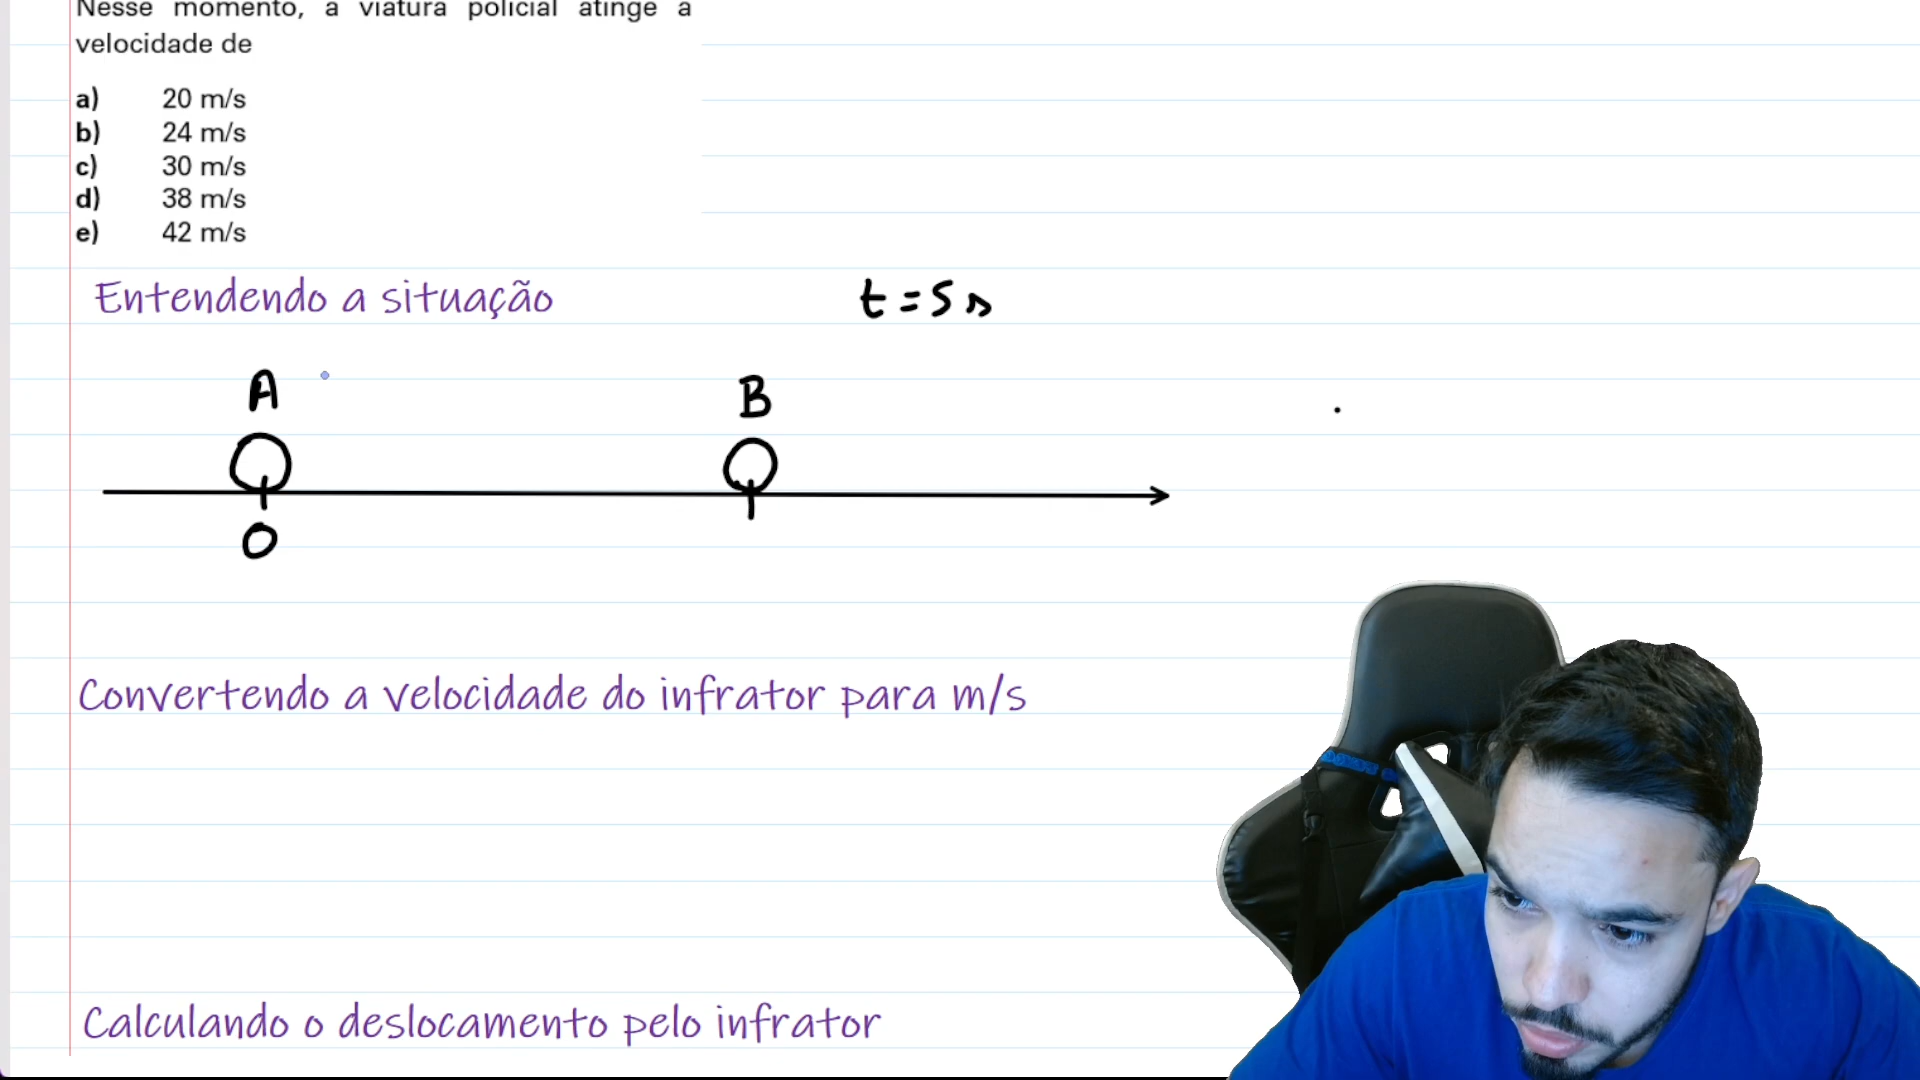 Nesse momento, a viatura policial atinge a
velocidade de
a) 20 m/s
b) 24 m/s
c) 30 m/s
d) 38 m/s
e) 42 m/s
Entendendo a situação
t = 5 s
A B
0
Convertendo a velocidade do infrator para m/s
Calculando o deslocamento pelo infrator